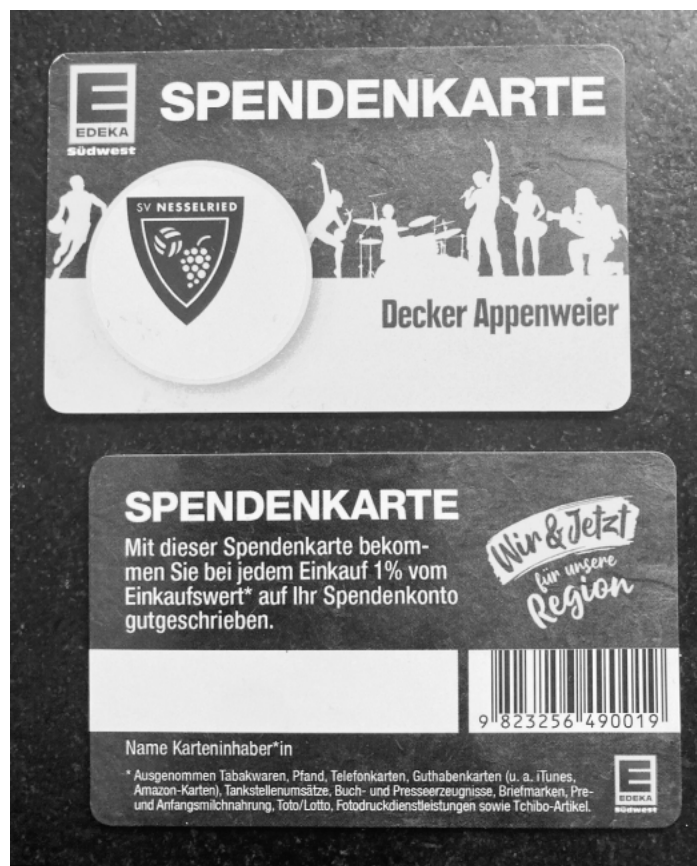 EDEKA
Südwest
SPENDENKARTE
SV NESSELRIED
Decker Appenweier
SPENDENKARTE
Mit dieser Spendenkarte bekom-
men Sie bei jedem Einkauf 1% vom
Einkaufswert* auf Ihr Spendenkonto
gutgeschrieben.
Wir & Jetzt
für unsere
Region
9 823256 490019
Name Karteninhaber*in
* Ausgenommen Tabakwaren, Pfand, Telefonkarten, Guthabenkarten (u. a. iTunes,
Amazon-Karten), Tankstellenumsätze, Buch- und Presseerzeugnisse, Briefmarken, Pre-
und Anfangsmilchnahrung, Toto/Lotto, Fotodruckdienstleistungen sowie Tchibo-Artikel.
EDEKA
Südwest